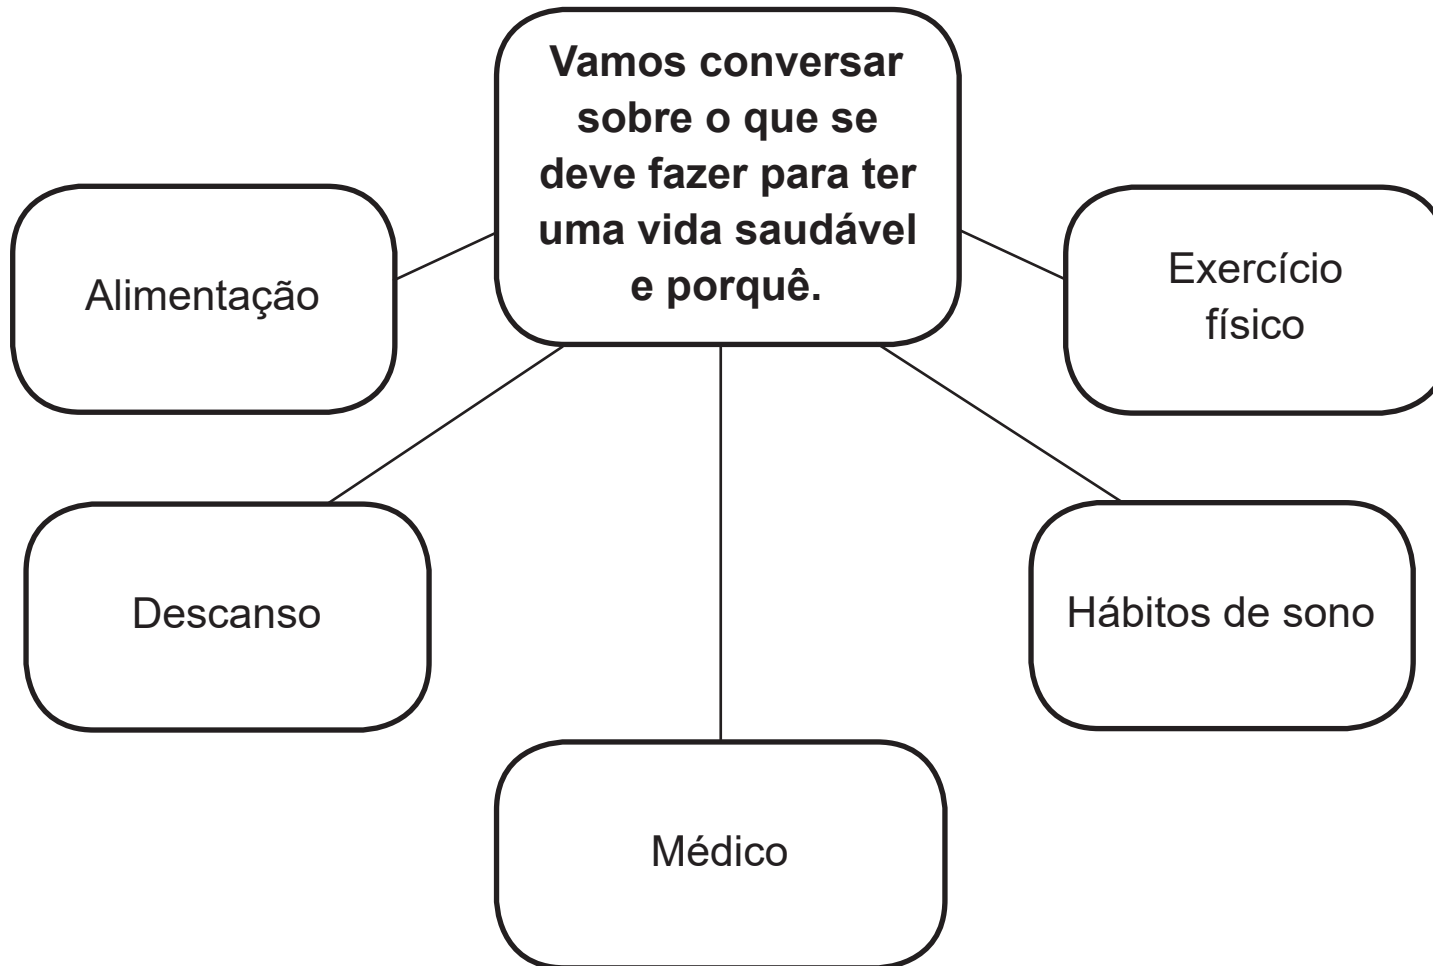 Vamos conversar
sobre o que se
deve fazer para ter
uma vida saudável
e porquê.
Alimentação
Exercício
físico
Descanso
Hábitos de sono
Médico